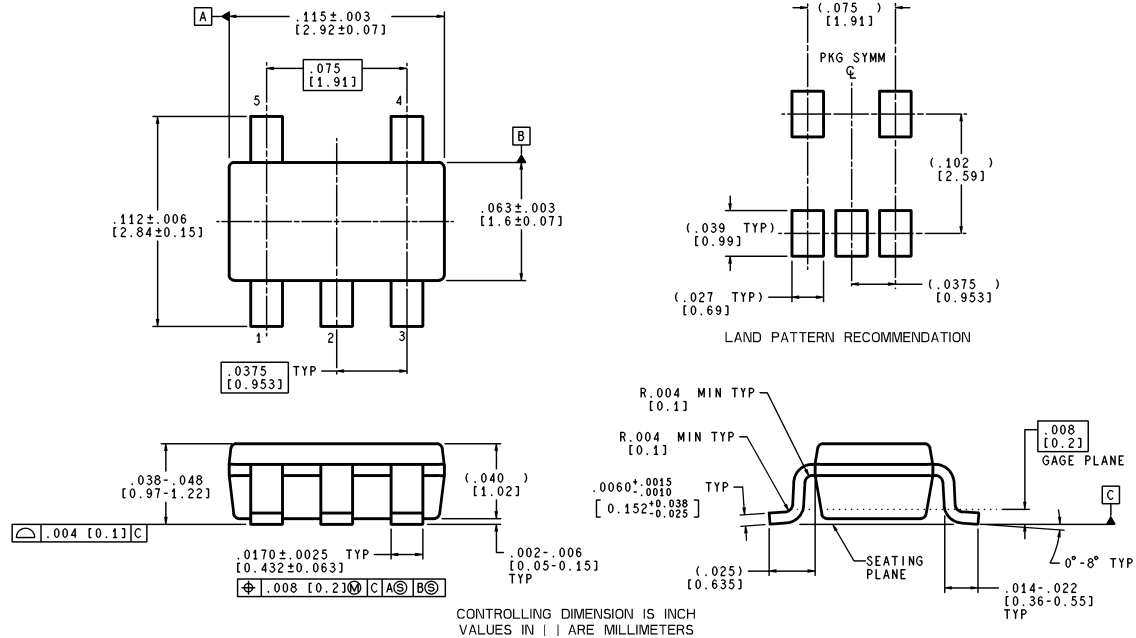 A
.115±.003
[2.92±0.07]
.075
[1.91]
5
4
B
.112±.006
[2.84±0.15]
.063±.003
[1.6±0.07]
1
2
3
.0375
[0.953]
TYP
(.075 )
[1.91]
PKG SYMM
℄
(.102 )
[2.59]
(.039 TYP)
[0.99]
(.027 TYP)
[0.69]
(.0375 )
[0.953]
LAND PATTERN RECOMMENDATION
.038-.048
[0.97-1.22]
(.040 )
[1.02]
⌓ .004 [0.1] C
.0170±.0025 TYP
[0.432±0.063]
⌖ .008 [0.2]Ⓜ C AⓈ BⓈ
.002-.006
[0.05-0.15]
TYP
R.004 MIN TYP
[0.1]
R.004 MIN TYP
[0.1]
.0060+.0015 -.0010 TYP
[0.152+0.038 -0.025]
.008
[0.2]
GAGE PLANE
C
SEATING
PLANE
0°-8° TYP
(.025)
[0.635]
.014-.022
[0.36-0.55]
TYP
CONTROLLING DIMENSION IS INCH
VALUES IN [ ] ARE MILLIMETERS